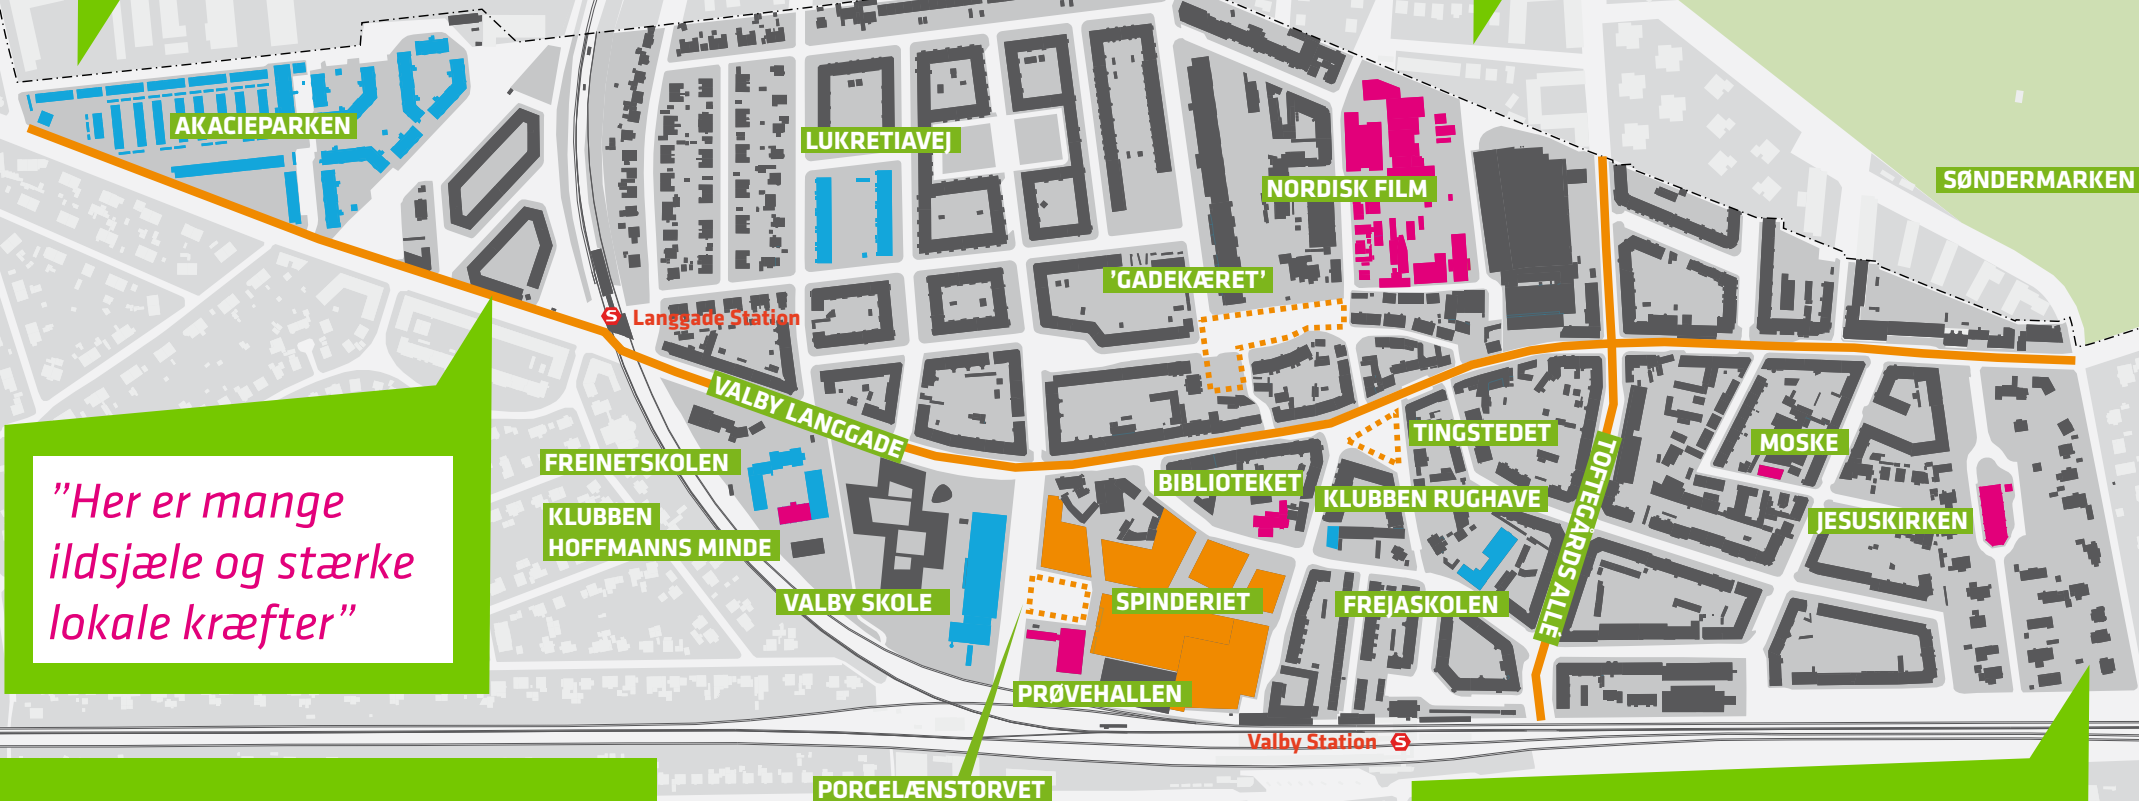 AKACIEPARKEN
LUKRETIAVEJ
SØNDERMARKEN
NORDISK FILM
'GADEKÆRET'
S Langgade Station
VALBY LANGGADE
TINGSTEDET
MOSKE
TOFTEGÅRDS ALLÉ
FREINETSKOLEN
BIBLIOTEKET
KLUBBEN RUGHAVE
KLUBBEN
HOFFMANNS MINDE
JESUSKIRKEN
”Her er mange
ildsjæle og stærke
lokale kræfter”
VALBY SKOLE
SPINDERIET
FREJASKOLEN
PRØVEHALLEN
Valby Station S
PORCELÆNSTORVET